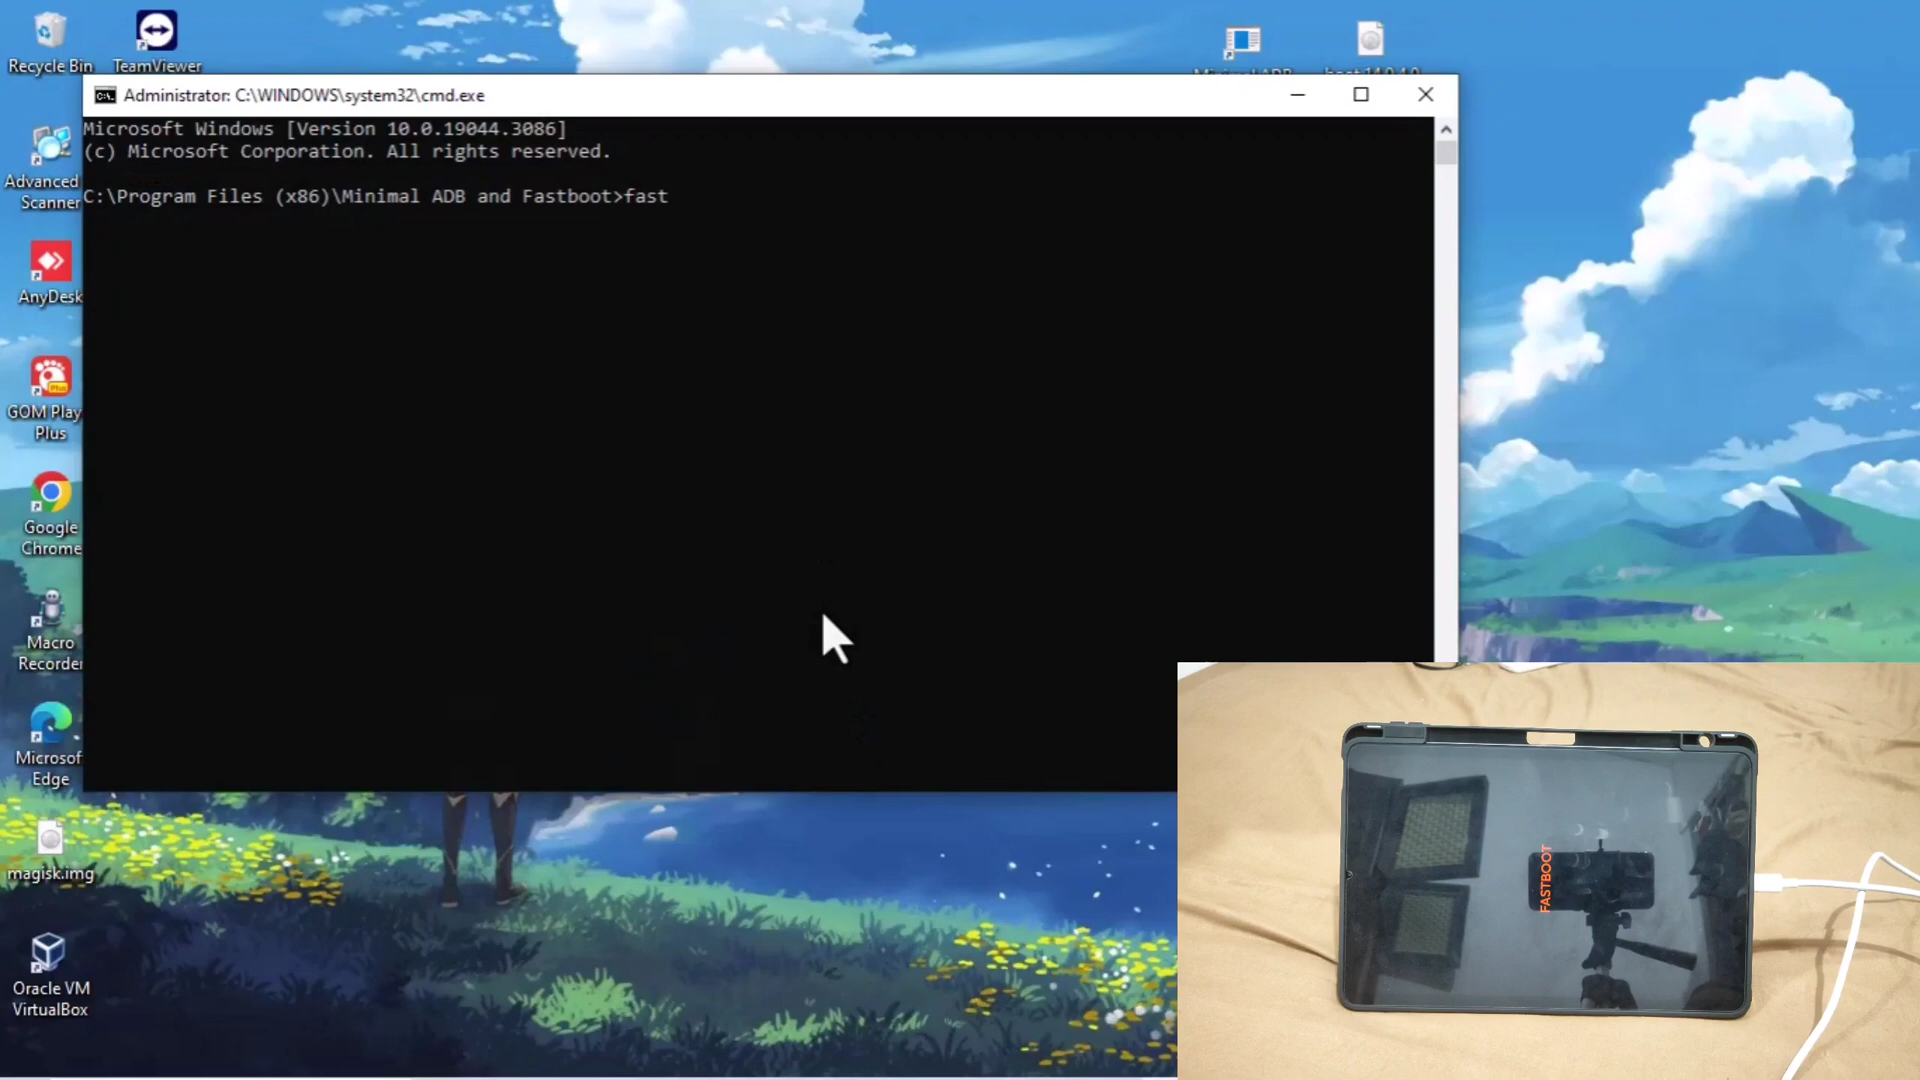 Recycle Bin
TeamViewer
Administrator: C:\WINDOWS\system32\cmd.exe
Microsoft Windows [Version 10.0.19044.3086]
(c) Microsoft Corporation. All rights reserved.
C:\Program Files (x86)\Minimal ADB and Fastboot>fast
Advanced
Scanner
AnyDesk
GOM Play
Plus
Google
Chrome
Macro
Recorder
Microsof
Edge
magisk.img
Oracle VM
VirtualBox
FASTBOOT